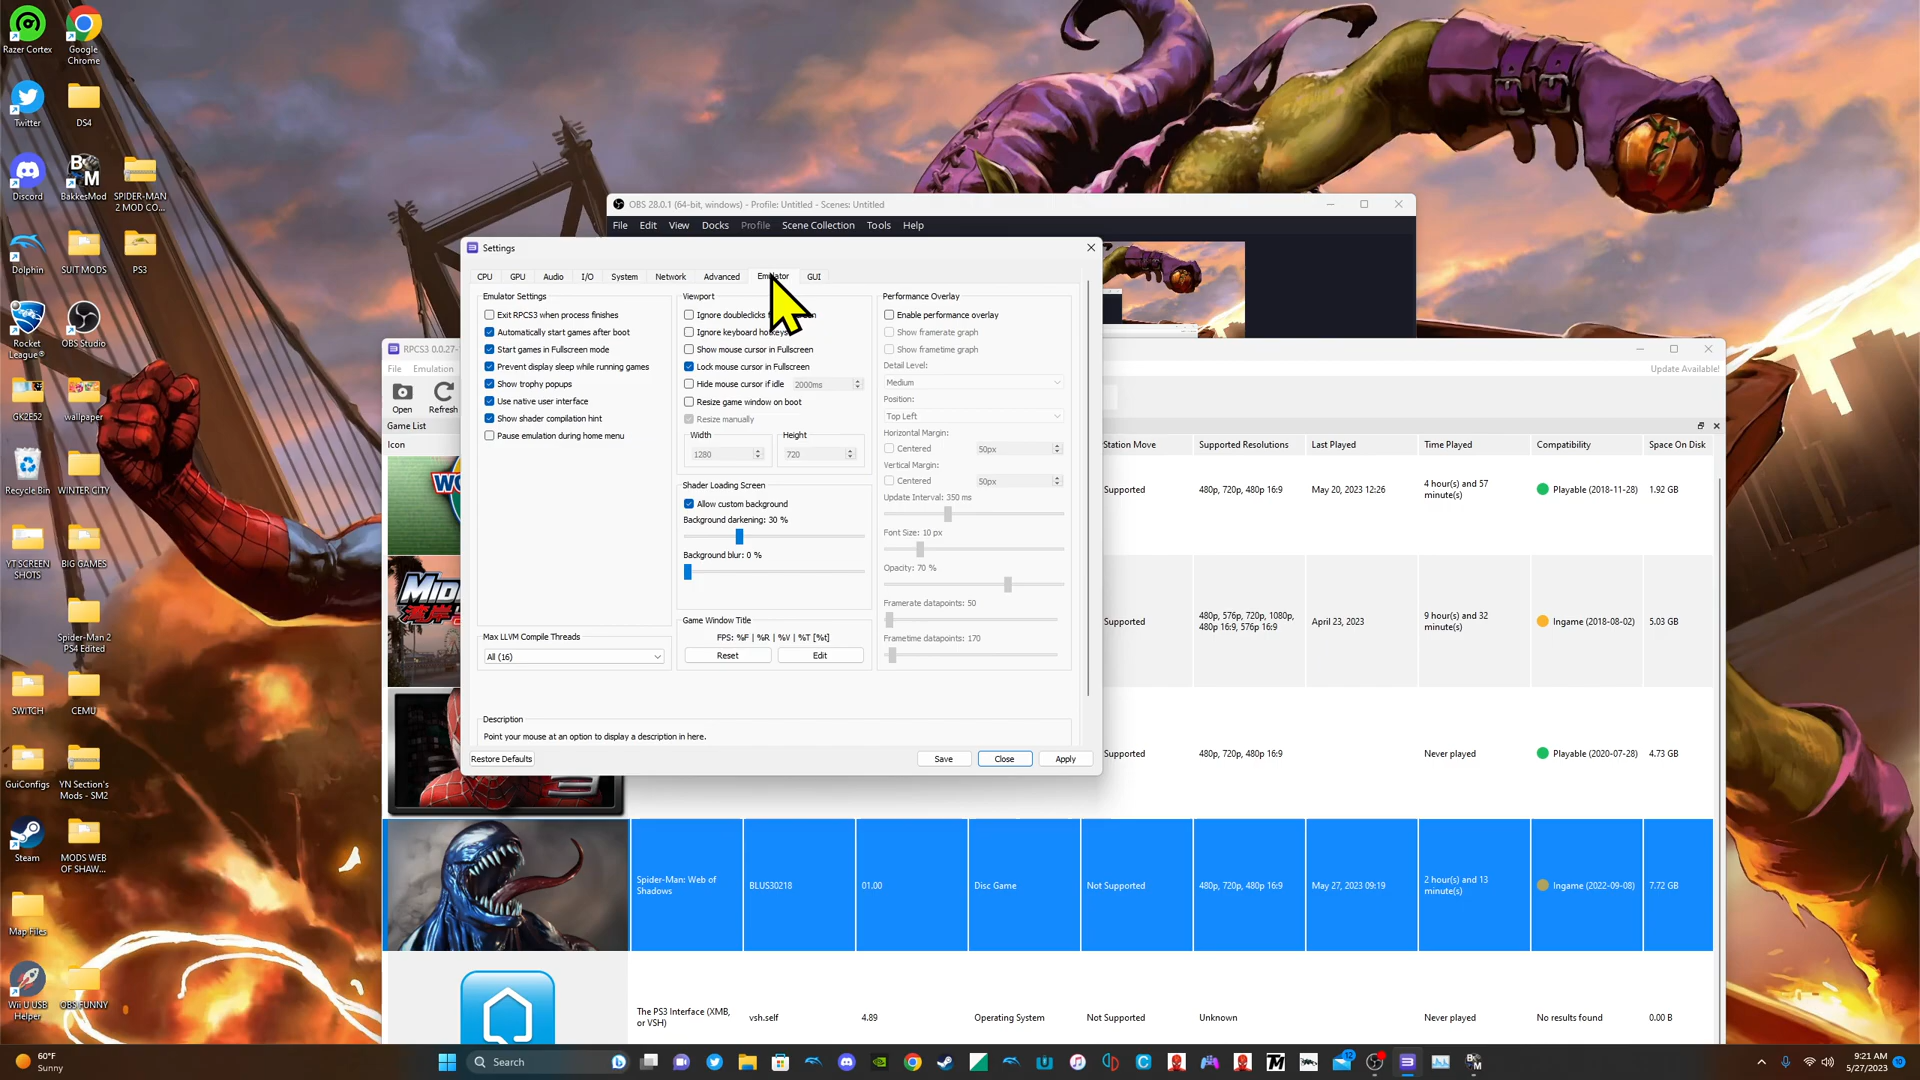 Razer Cortex
Google Chrome
Twitter
DS4
Discord
BakkesMod
SPIDER-MAN 2 MOD CO...
Dolphin
SUIT MODS
PS3
Rocket League®
OBS Studio
GK2E52
wallpaper
Recycle Bin
WINTER CITY
YT SCREEN SHOTS
BIG GAMES
Spider-Man 2 PS4 Edited
SWITCH
CEMU
GuiConfigs
YN Section's Mods - SM2
Steam
MODS WEB OF SHAW...
Map Files
Wii U USB Helper
OBS FUNNY
OBS 28.0.1 (64-bit, windows) - Profile: Untitled - Scenes: Untitled
File Edit View Docks Profile Scene Collection Tools Help
Settings
CPU GPU Audio I/O System Network Advanced Emulator GUI
Emulator Settings
Exit RPCS3 when process finishes
Automatically start games after boot
Start games in Fullscreen mode
Prevent display sleep while running games
Show trophy popups
Use native user interface
Show shader compilation hint
Pause emulation during home menu
Max LLVM Compile Threads
All (16)
Viewport
Ignore doubleclicks
Ignore keyboard hotkeys
Show mouse cursor in Fullscreen
Lock mouse cursor in Fullscreen
Hide mouse cursor if idle 2000ms
Resize game window on boot
Resize manually
Width Height
1280 720
Shader Loading Screen
Allow custom background
Background darkening: 30 %
Background blur: 0 %
Game Window Title
FPS: %F | %R | %V | %T [%t]
Reset Edit
Performance Overlay
Enable performance overlay
Show framerate graph
Show frametime graph
Detail Level:
Medium
Position:
Top Left
Horizontal Margin:
Centered 50px
Vertical Margin:
Centered 50px
Update Interval: 350 ms
Font Size: 10 px
Opacity: 70 %
Framerate datapoints: 50
Frametime datapoints: 170
Description
Point your mouse at an option to display a description in here.
Restore Defaults Save Close Apply
RPCS3 0.0.27-
File Emulation
Update Available!
Open Refresh
Game List
Icon Station Move Supported Resolutions Last Played Time Played Compatibility Space On Disk
Supported 480p, 720p, 480p 16:9 May 20, 2023 12:26 4 hour(s) and 57 minute(s) Playable (2018-11-28) 1.92 GB
Supported 480p, 576p, 720p, 1080p, 480p 16:9, 576p 16:9 April 23, 2023 9 hour(s) and 32 minute(s) Ingame (2018-08-02) 5.03 GB
Supported 480p, 720p, 480p 16:9 Never played Playable (2020-07-28) 4.73 GB
Spider-Man: Web of Shadows BLUS30218 01.00 Disc Game Not Supported 480p, 720p, 480p 16:9 May 27, 2023 09:19 2 hour(s) and 13 minute(s) Ingame (2022-09-08) 7.72 GB
The PS3 Interface (XMB, or VSH) vsh.self 4.89 Operating System Not Supported Unknown Never played No results found 0.00 B
60°F
Sunny
Search
12
9:21 AM
5/27/2023